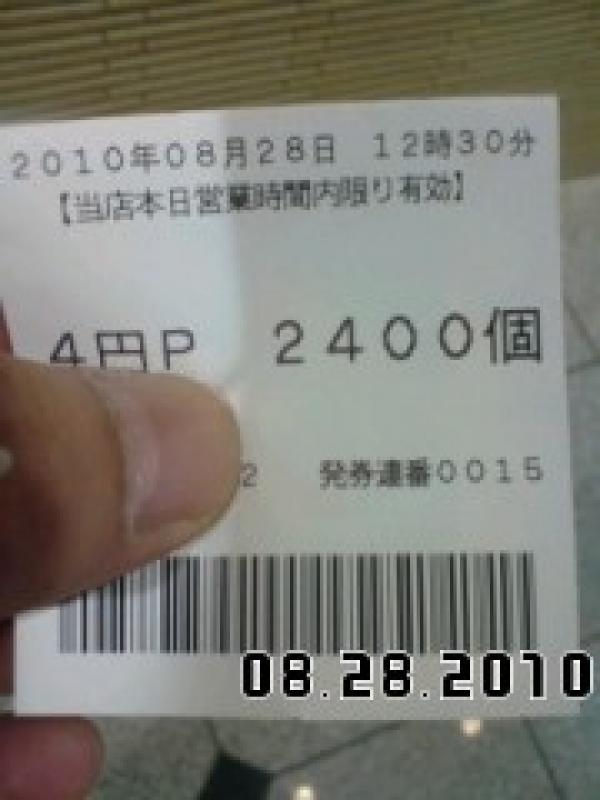 2010年08月28日 12時30分
【当店本日営業時間内限り有効】
4円P 2400個
2 発券連番0015
08.28.2010